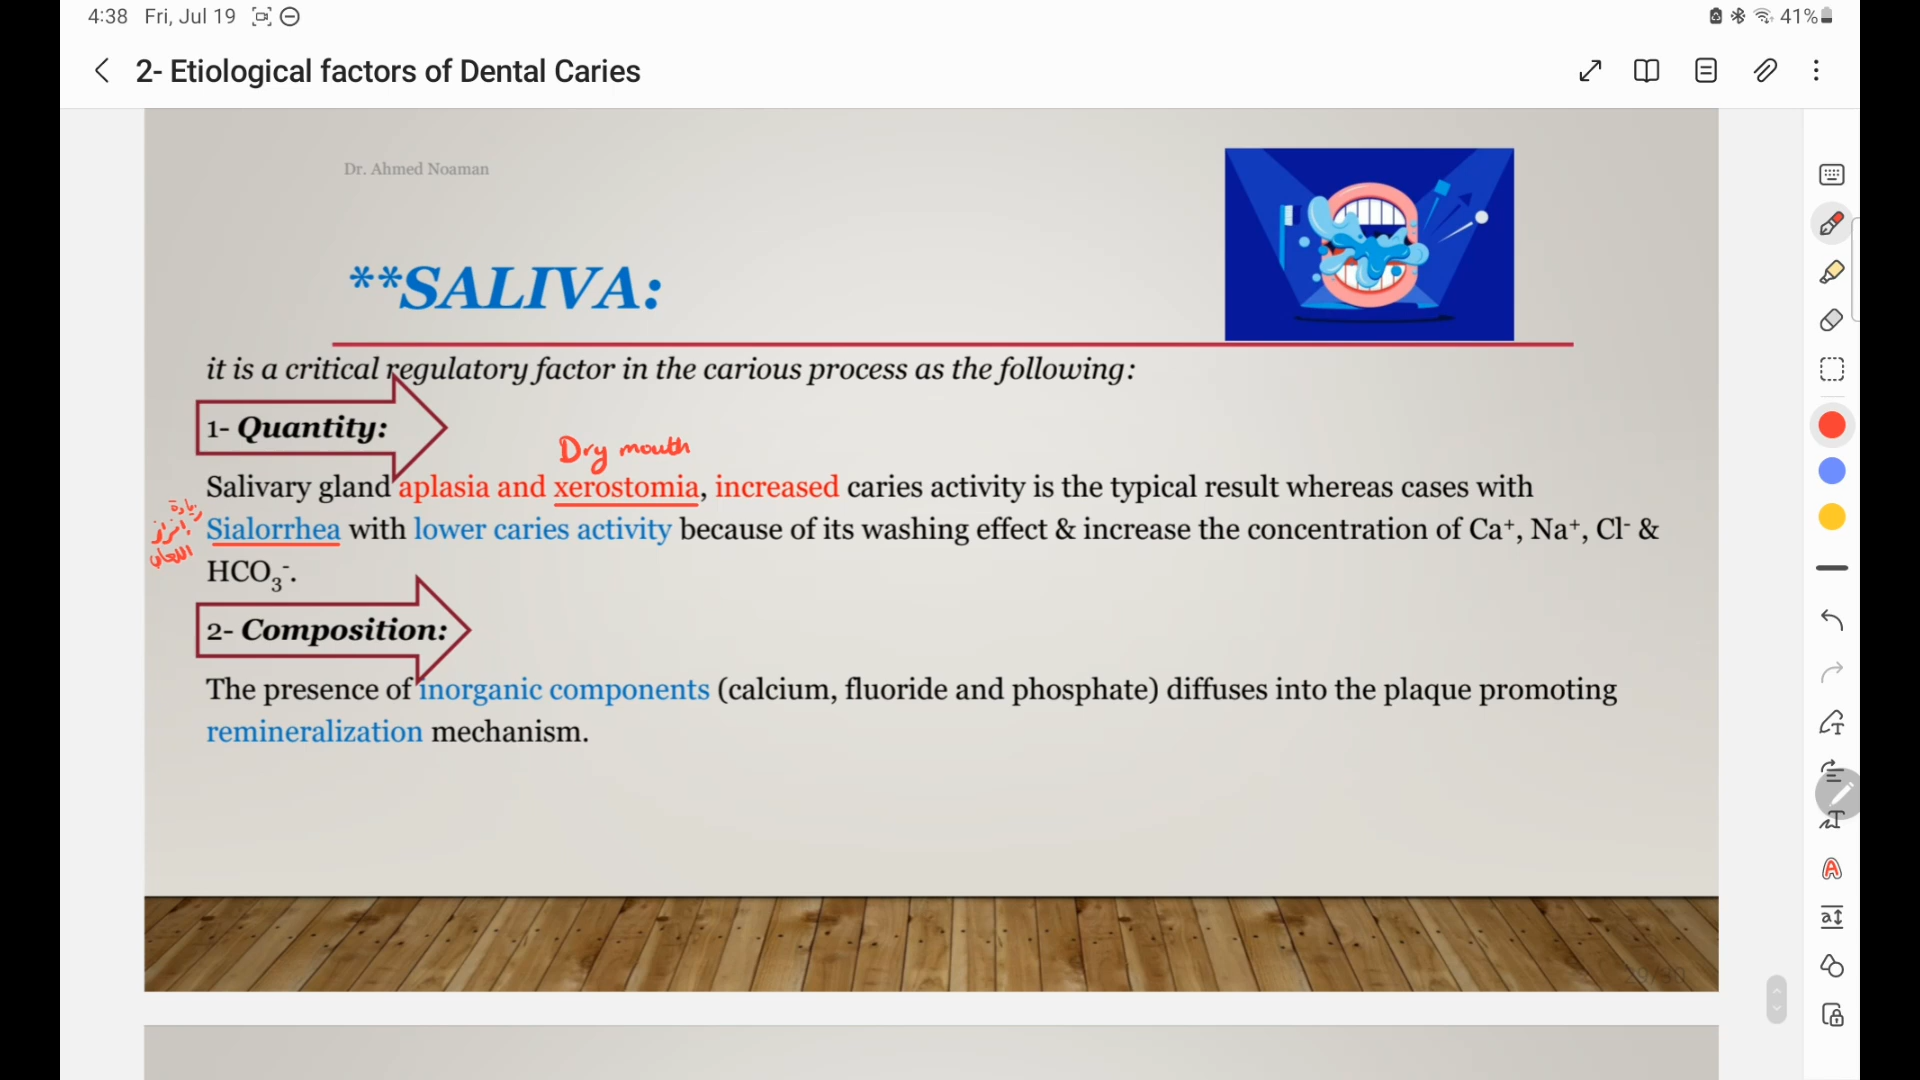 4:38 Fri, Jul 19 41%
2- Etiological factors of Dental Caries
Dr. Ahmed Noaman
**SALIVA:
it is a critical regulatory factor in the carious process as the following:
1- Quantity:
Dry mouth
Salivary gland aplasia and xerostomia, increased caries activity is the typical result whereas cases with
زيادة
افراز
اللعاب
Sialorrhea with lower caries activity because of its washing effect & increase the concentration of Ca⁺, Na⁺, Cl⁻ &
HCO₃⁻.
2- Composition:
The presence of inorganic components (calcium, fluoride and phosphate) diffuses into the plaque promoting
remineralization mechanism.